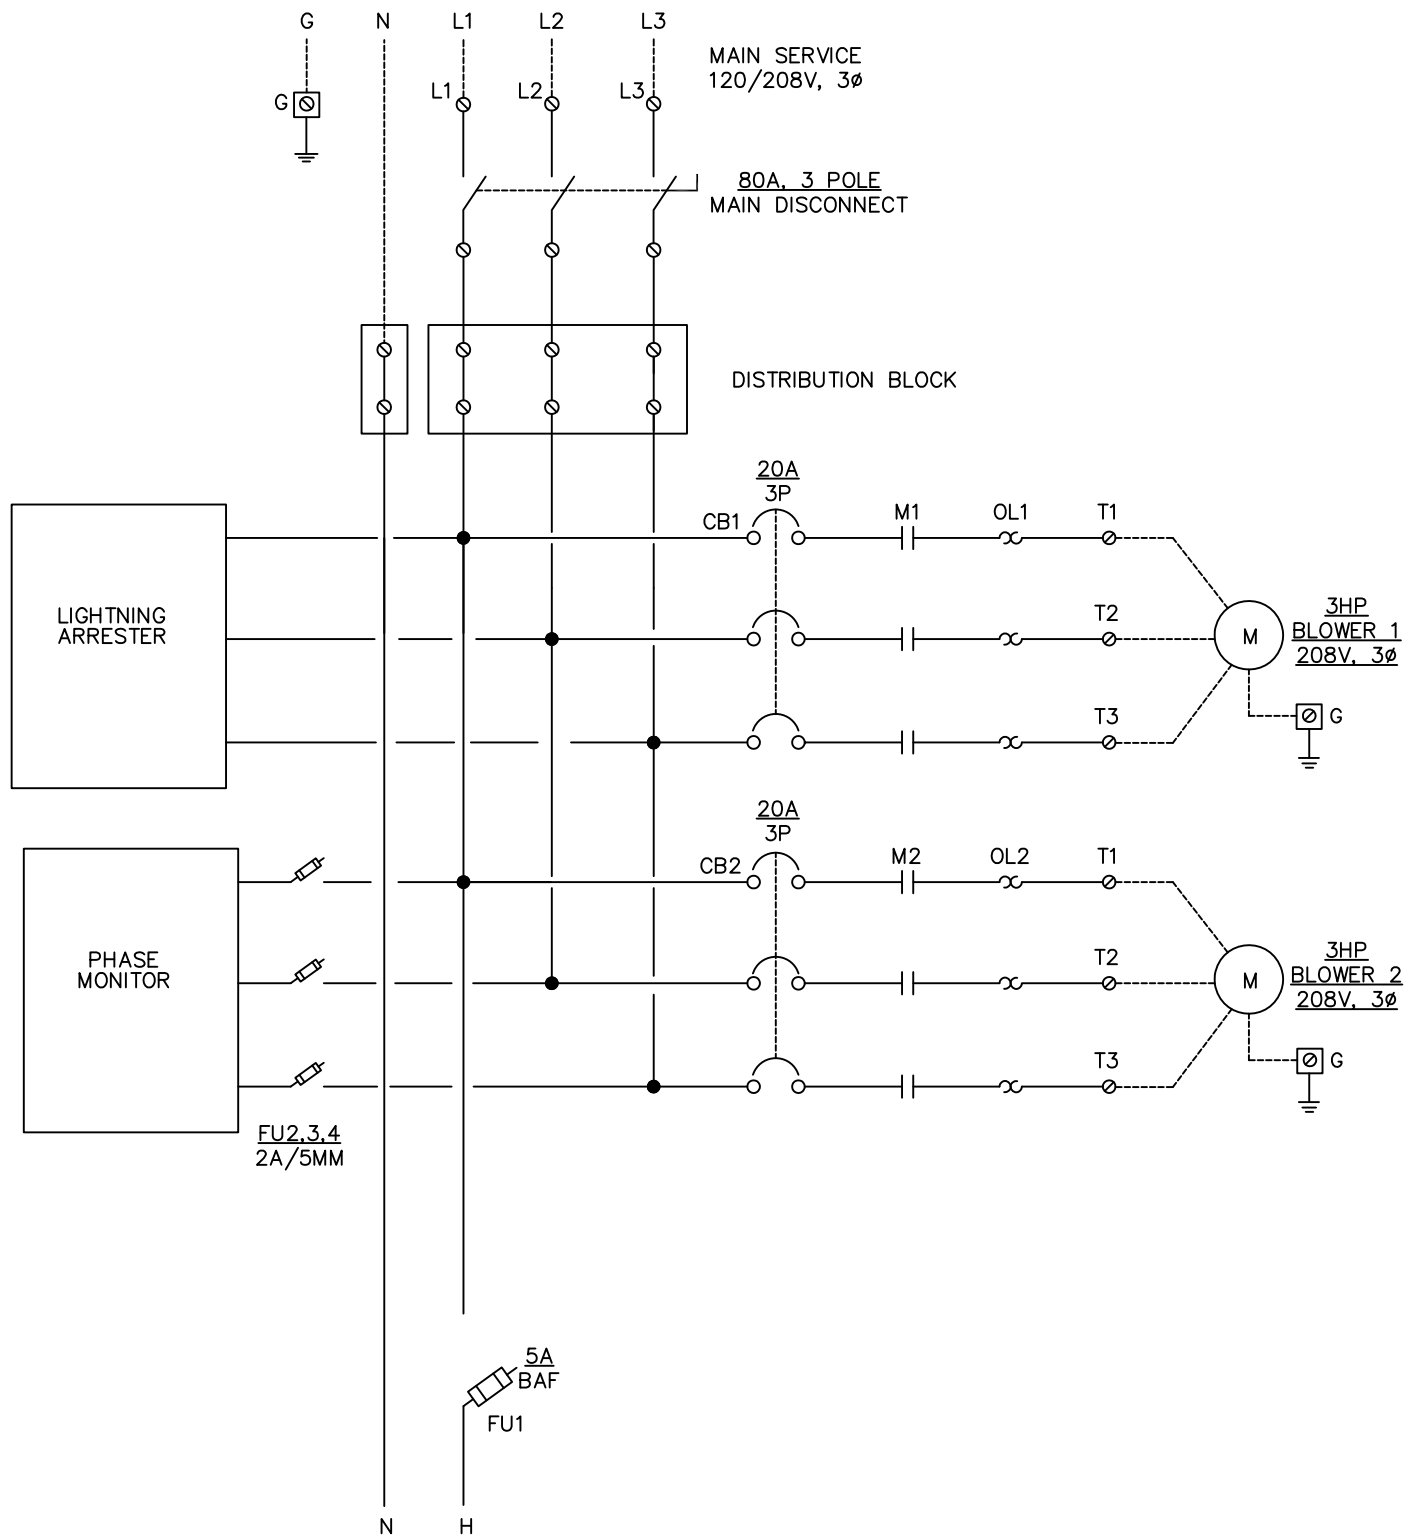 G
N
L1
L2
L3
MAIN SERVICE
120/208V, 3ø
G
L1
L2
L3
80A, 3 POLE
MAIN DISCONNECT
DISTRIBUTION BLOCK
20A
3P
CB1
M1
OL1
T1
LIGHTNING
ARRESTER
T2
M
3HP
BLOWER 1
208V, 3ø
T3
G
20A
3P
CB2
M2
OL2
T1
PHASE
MONITOR
T2
M
3HP
BLOWER 2
208V, 3ø
T3
G
FU2,3,4
2A/5MM
5A
BAF
FU1
N
H